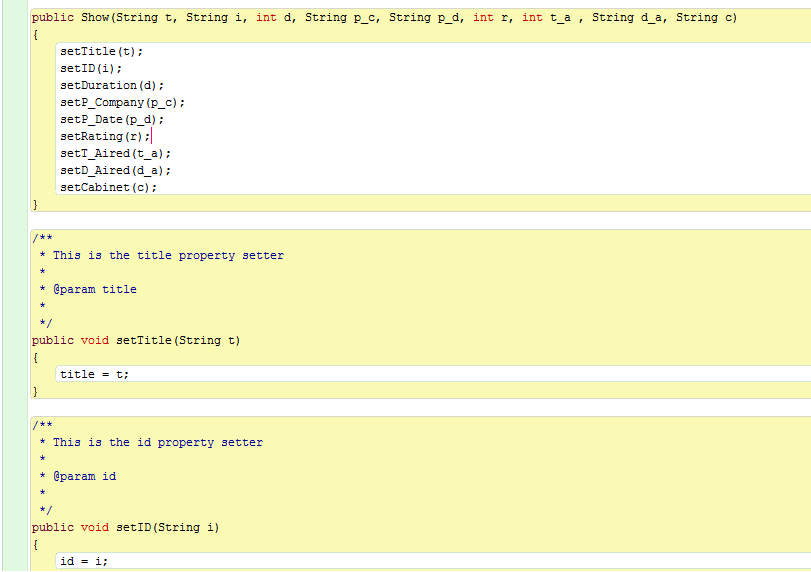 public Show(String t, String i, int d, String p_c, String p_d, int r, int t_a , String d_a, String c)
{
setTitle(t);
setID(i);
setDuration(d);
setP_Company(p_c);
setP_Date(p_d);
setRating(r);
setT_Aired(t_a);
setD_Aired(d_a);
setCabinet(c);
}
/**
* This is the title property setter
*
* @param title
*
*/
public void setTitle(String t)
{
title = t;
}
/**
* This is the id property setter
*
* @param id
*
*/
public void setID(String i)
{
id = i;